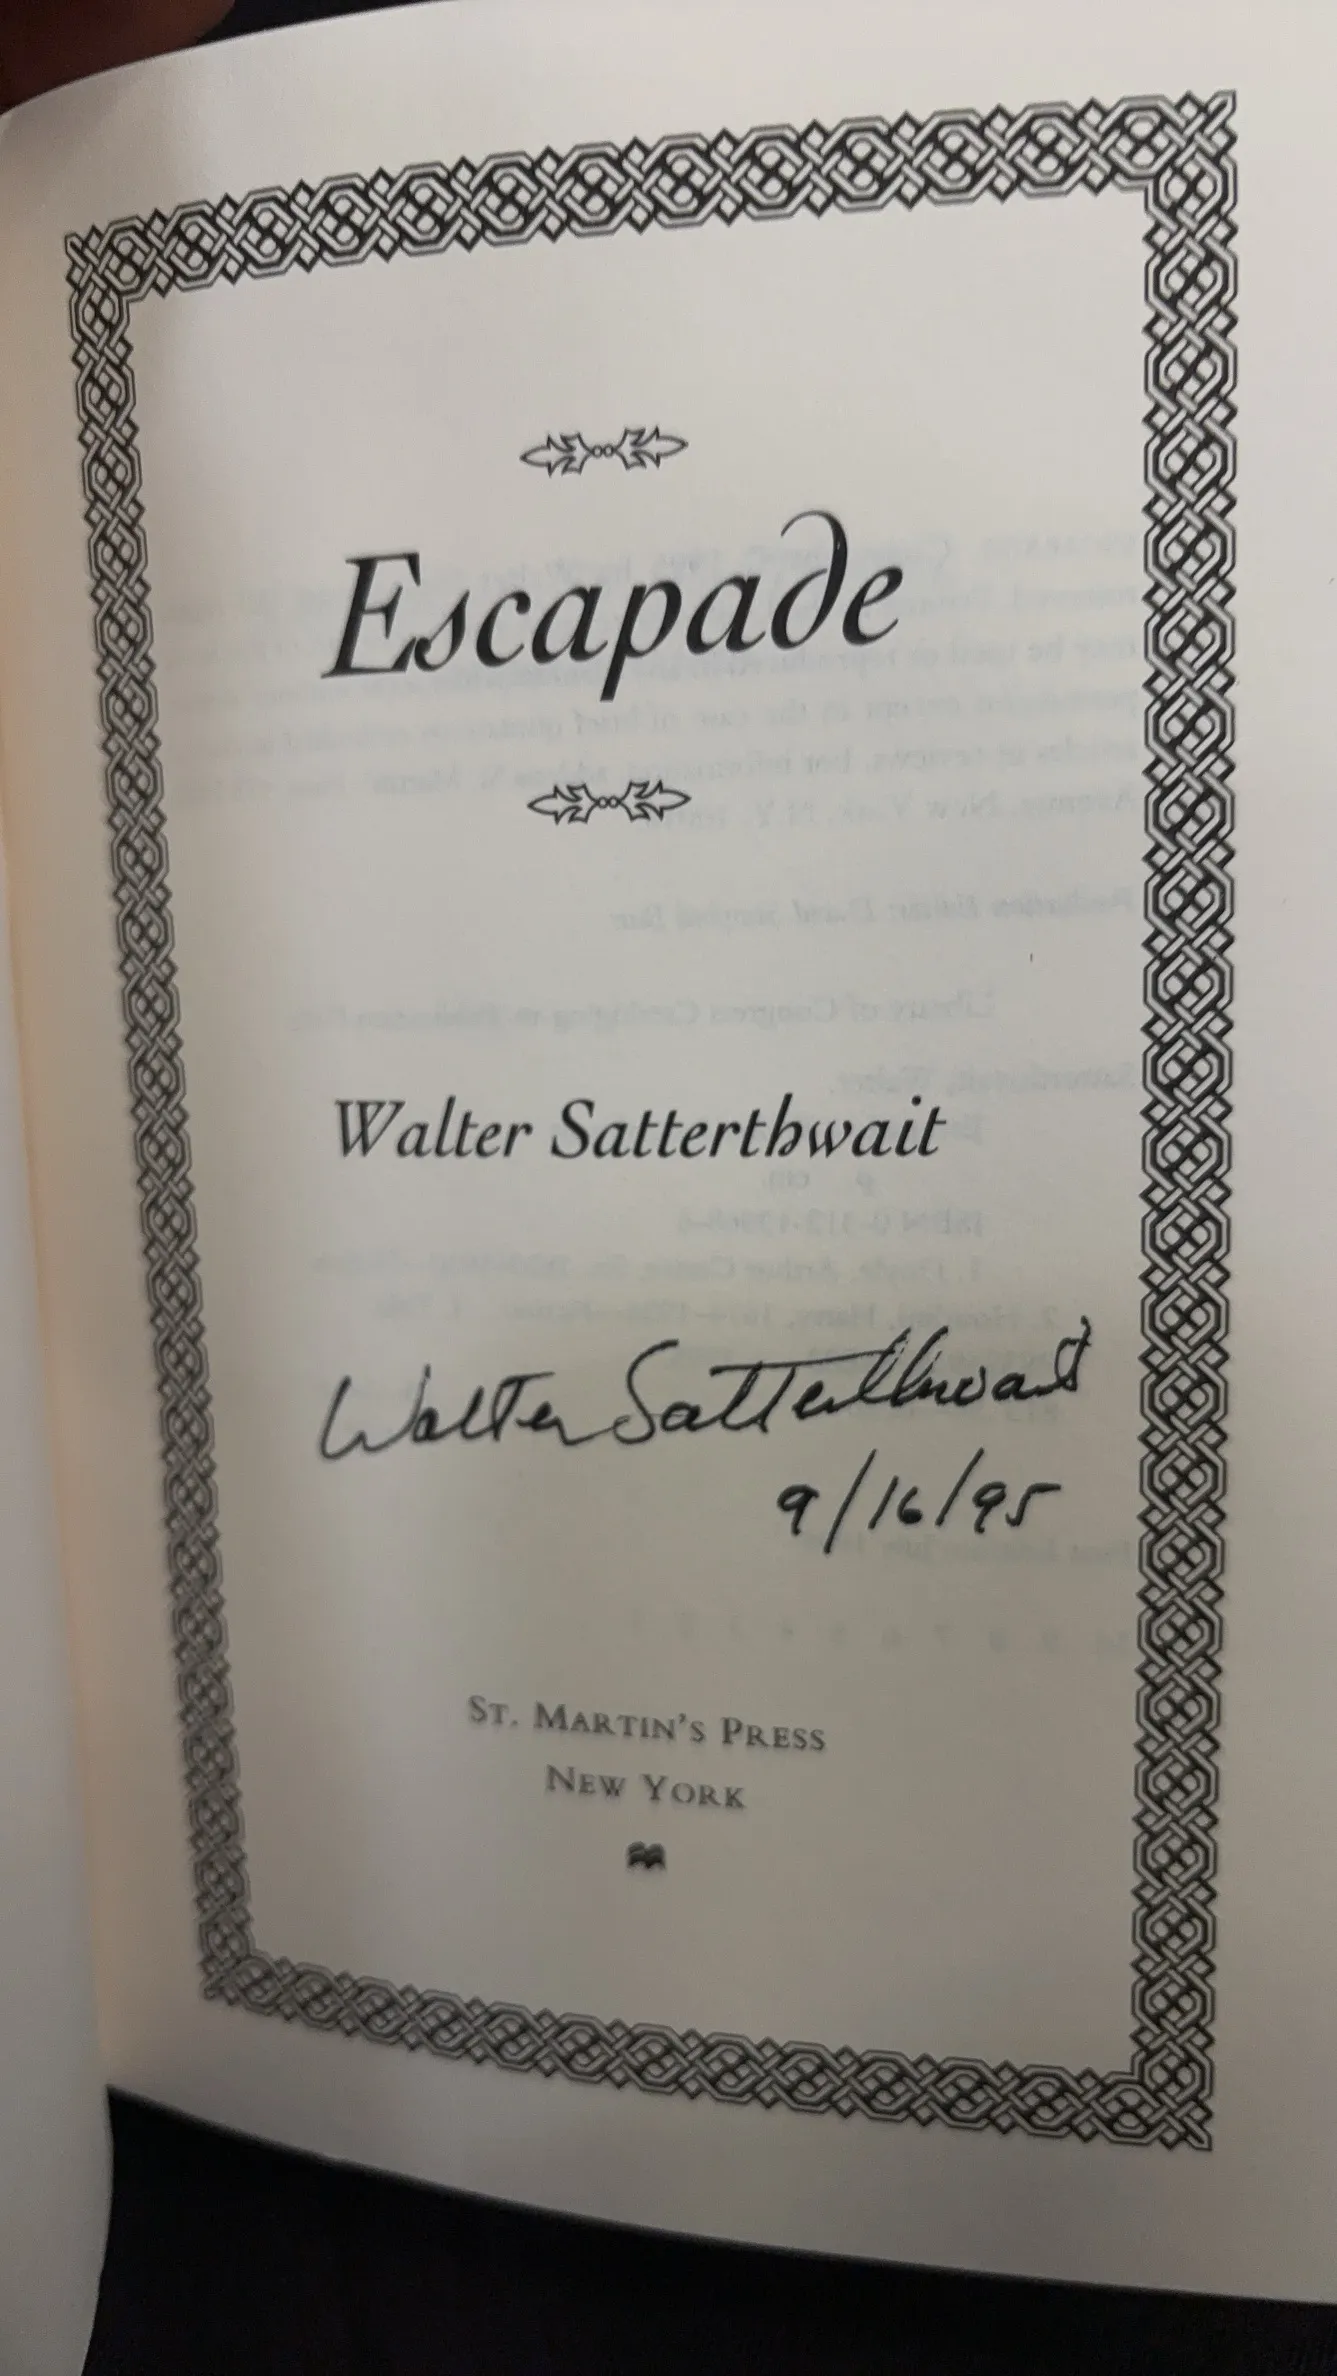 Escapade
Walter Satterthwait
Walter Satterthwait
9/16/95
ST. MARTIN'S PRESS
NEW YORK